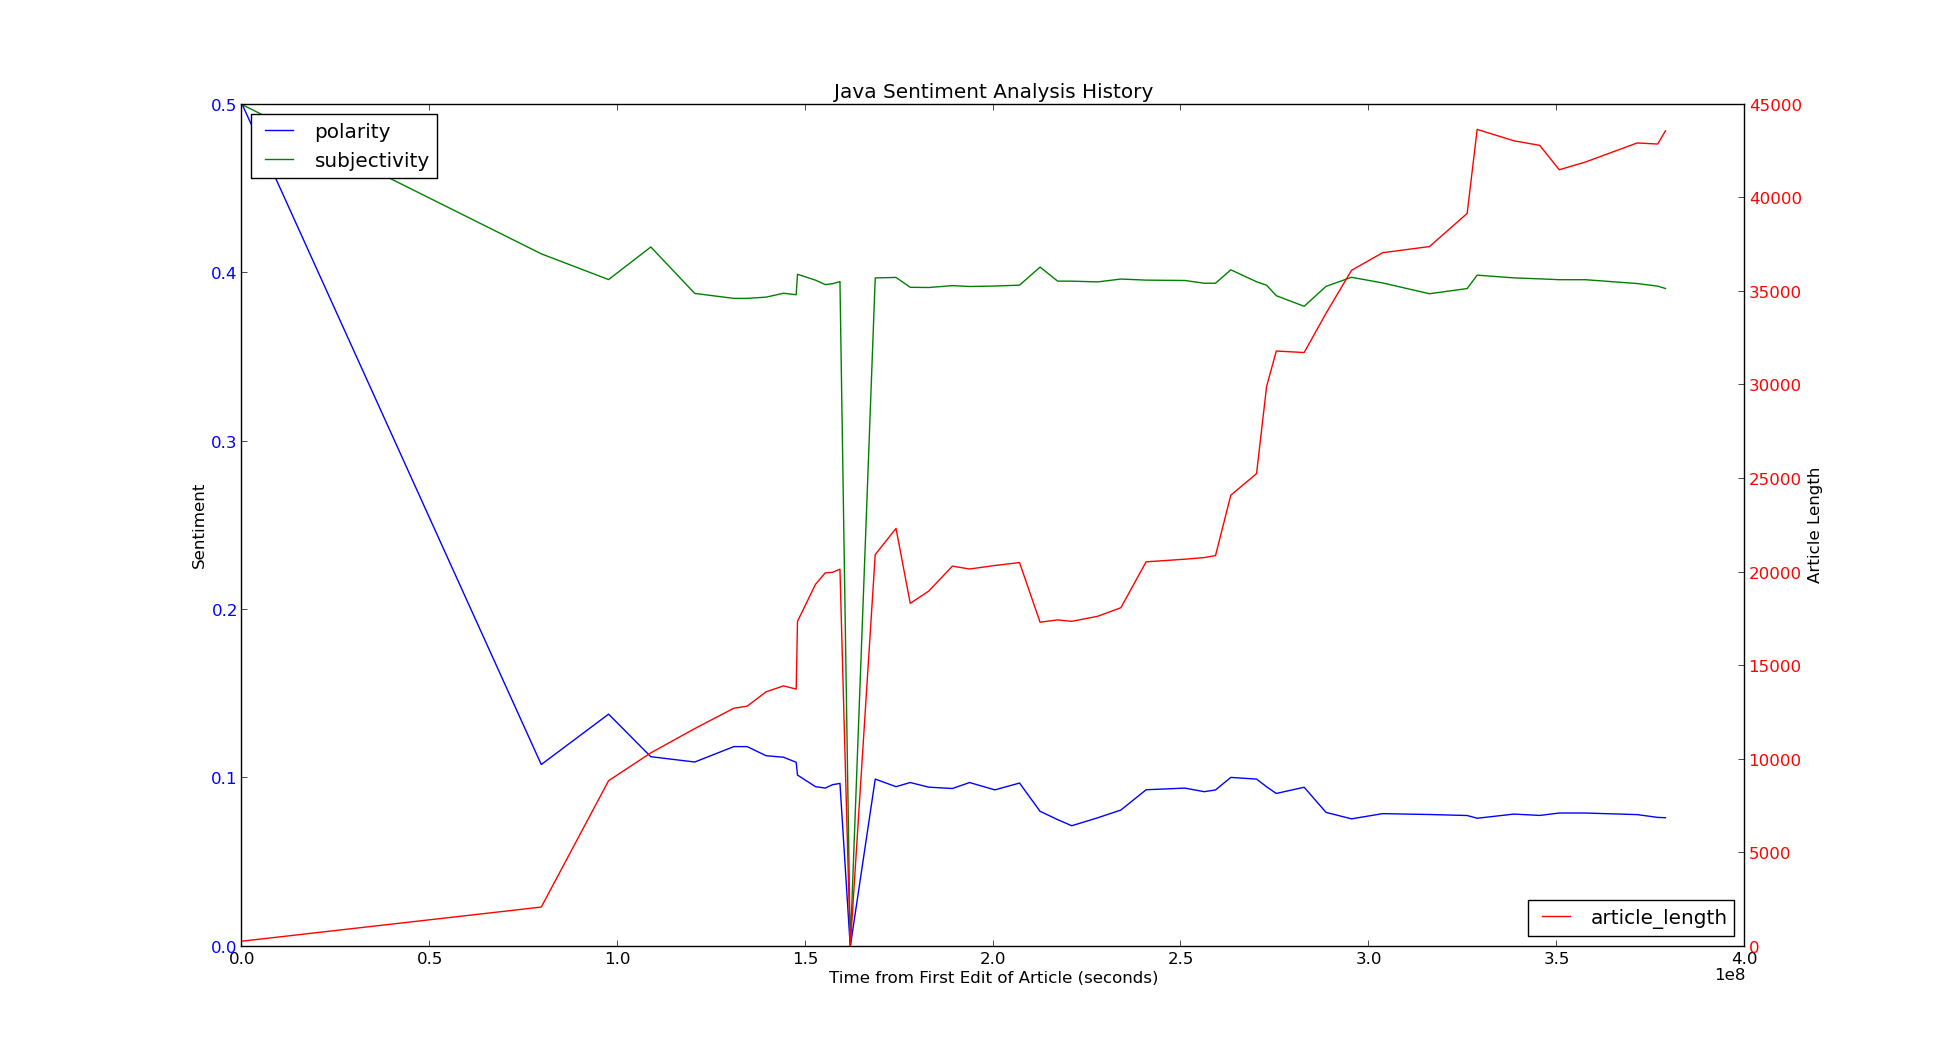 Java Sentiment Analysis History
polarity
subjectivity
0.5
0.4
0.3
0.2
0.1
0.0
Sentiment
45000
40000
35000
30000
25000
20000
15000
10000
5000
0
Article Length
article_length
0.0 0.5 1.0 1.5 2.0 2.5 3.0 3.5 4.0
1e8
Time from First Edit of Article (seconds)